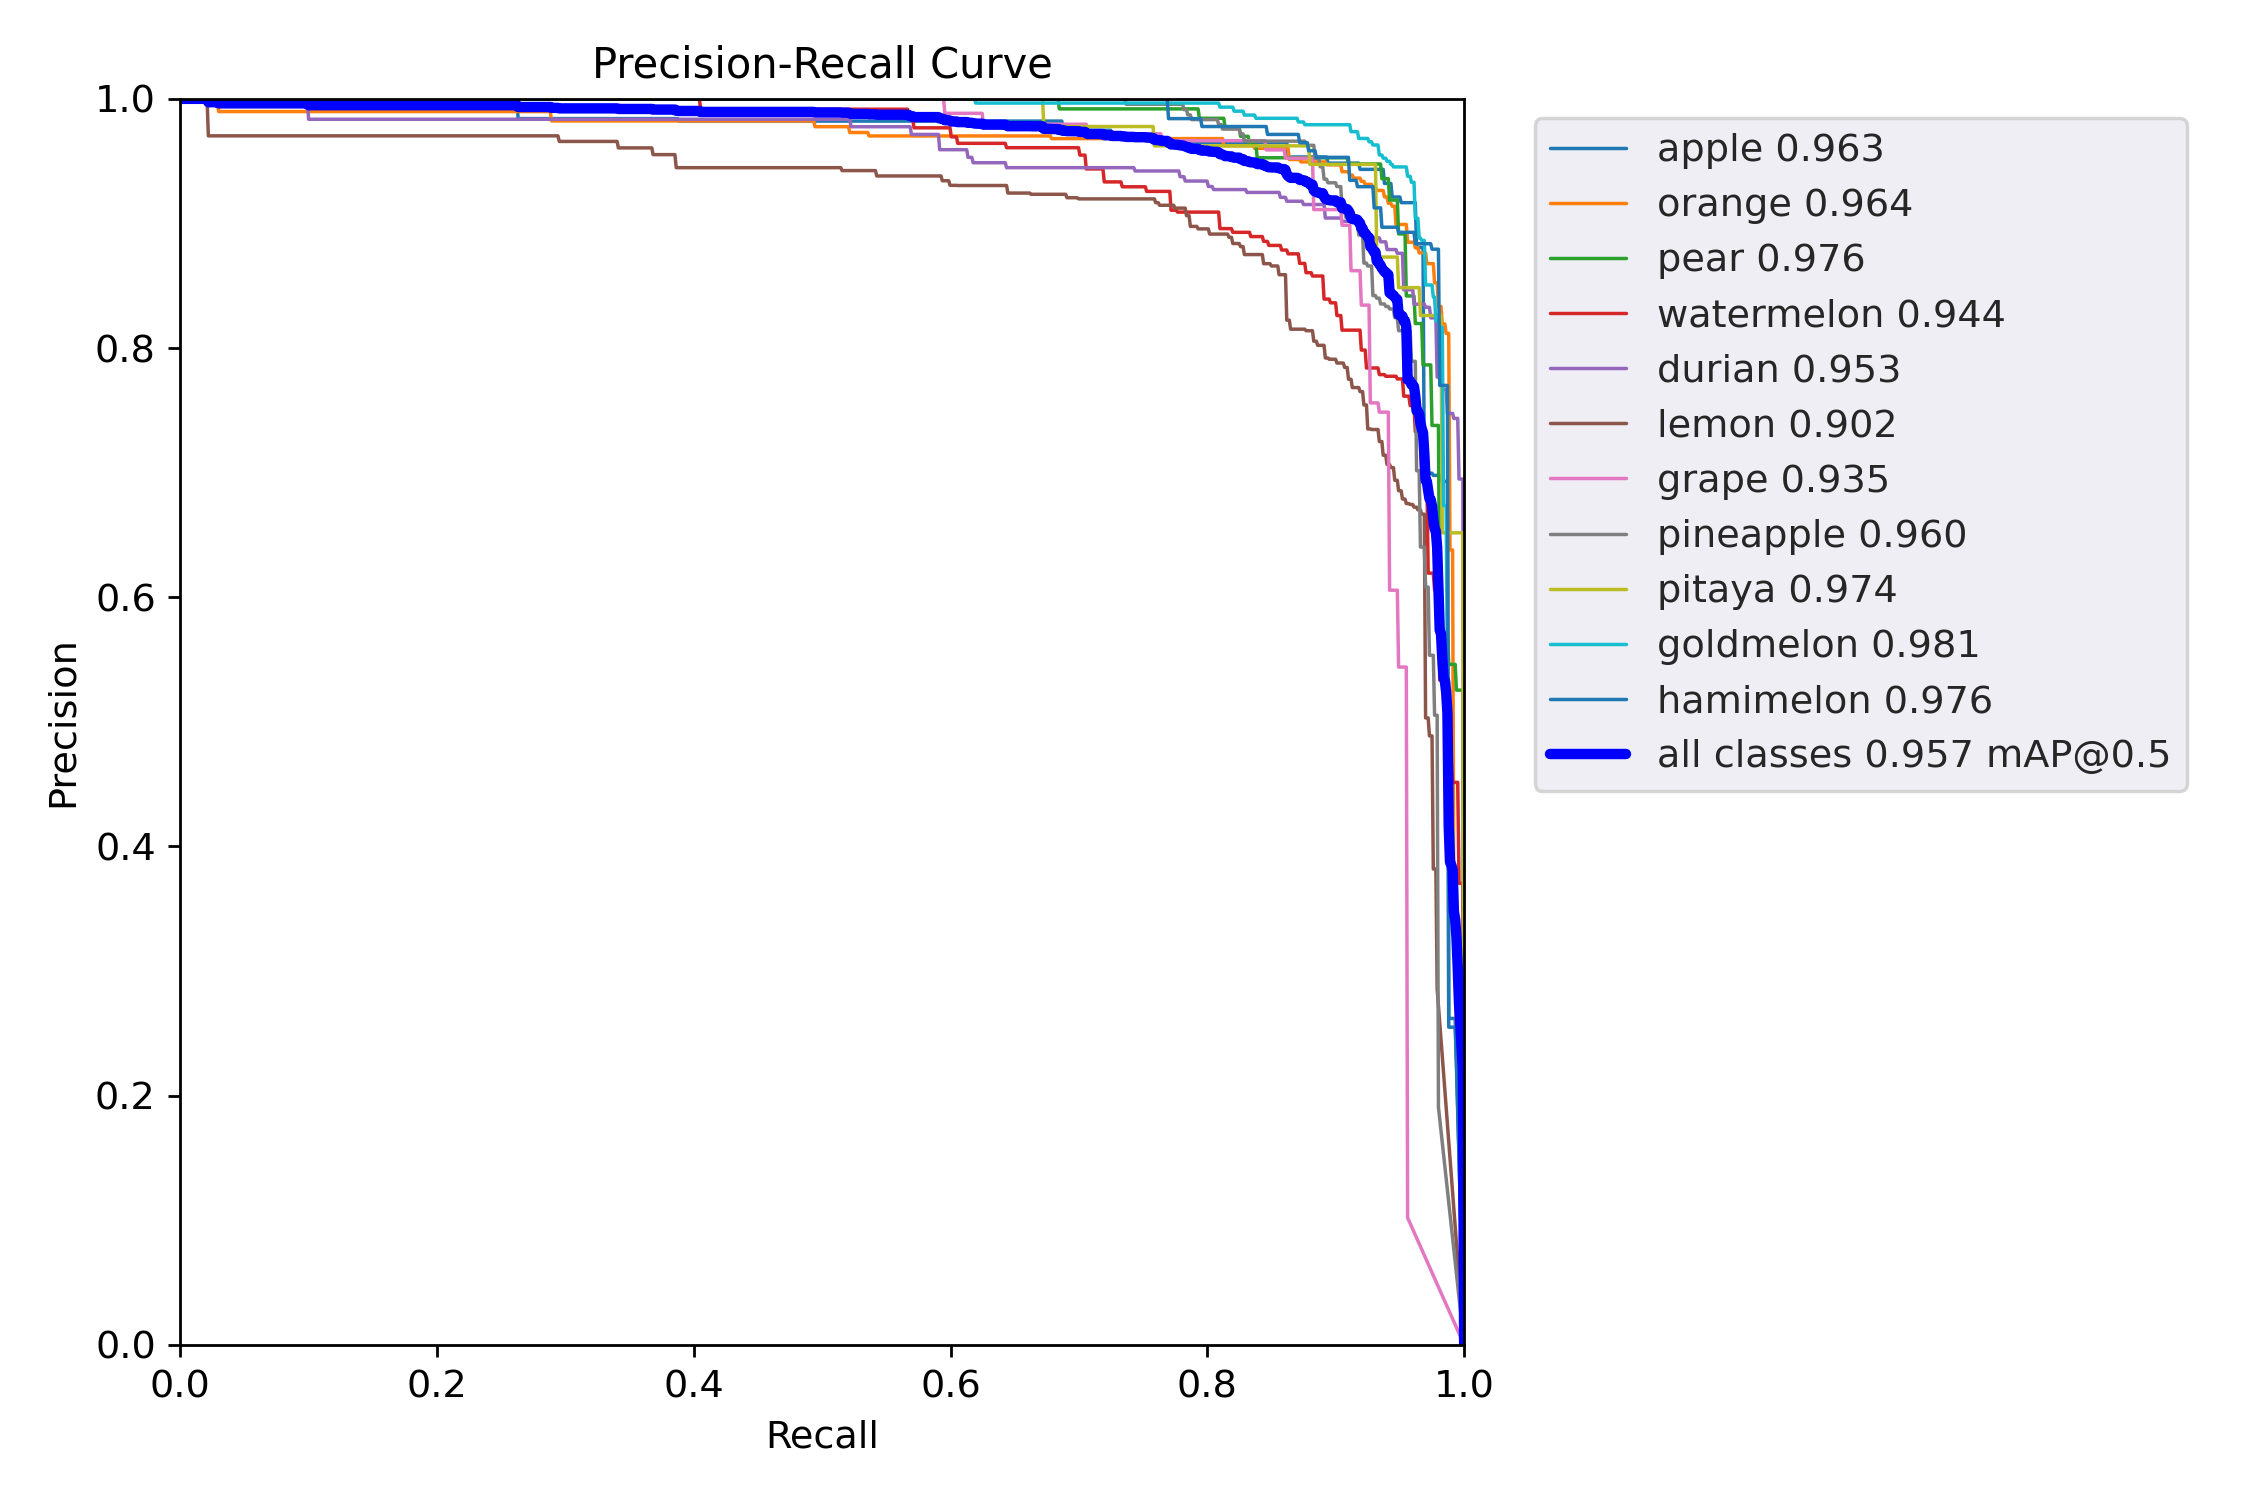 Precision-Recall Curve
1.0
0.8
0.6
0.4
0.2
0.0
Precision
0.0 0.2 0.4 0.6 0.8 1.0
Recall
apple 0.963
orange 0.964
pear 0.976
watermelon 0.944
durian 0.953
lemon 0.902
grape 0.935
pineapple 0.960
pitaya 0.974
goldmelon 0.981
hamimelon 0.976
all classes 0.957 mAP@0.5